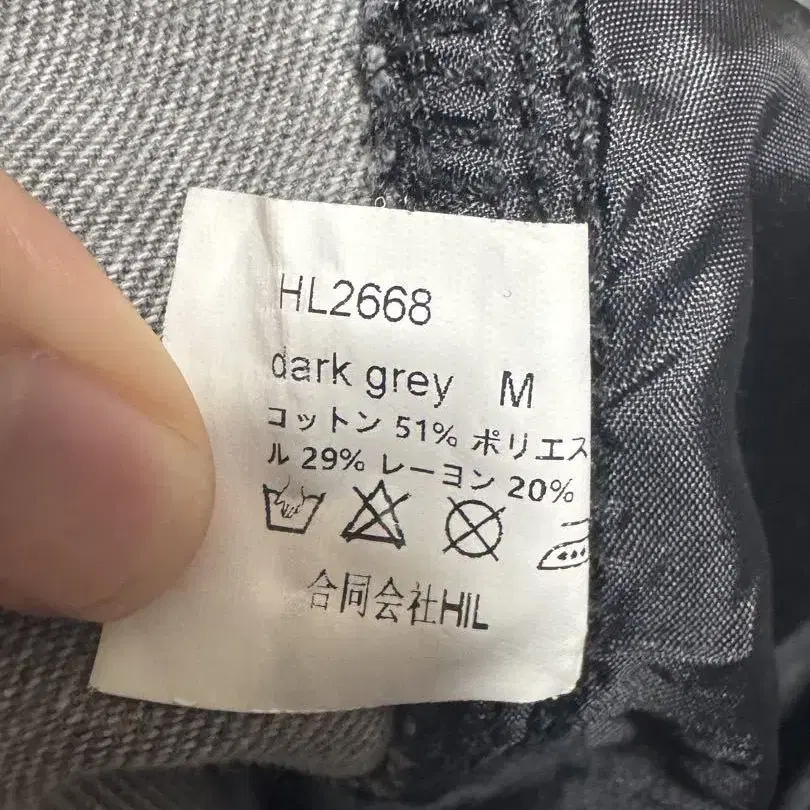 HL2668
dark grey M
コットン 51% ポリエス
ル 29% レーヨン 20%
合同会社HIL